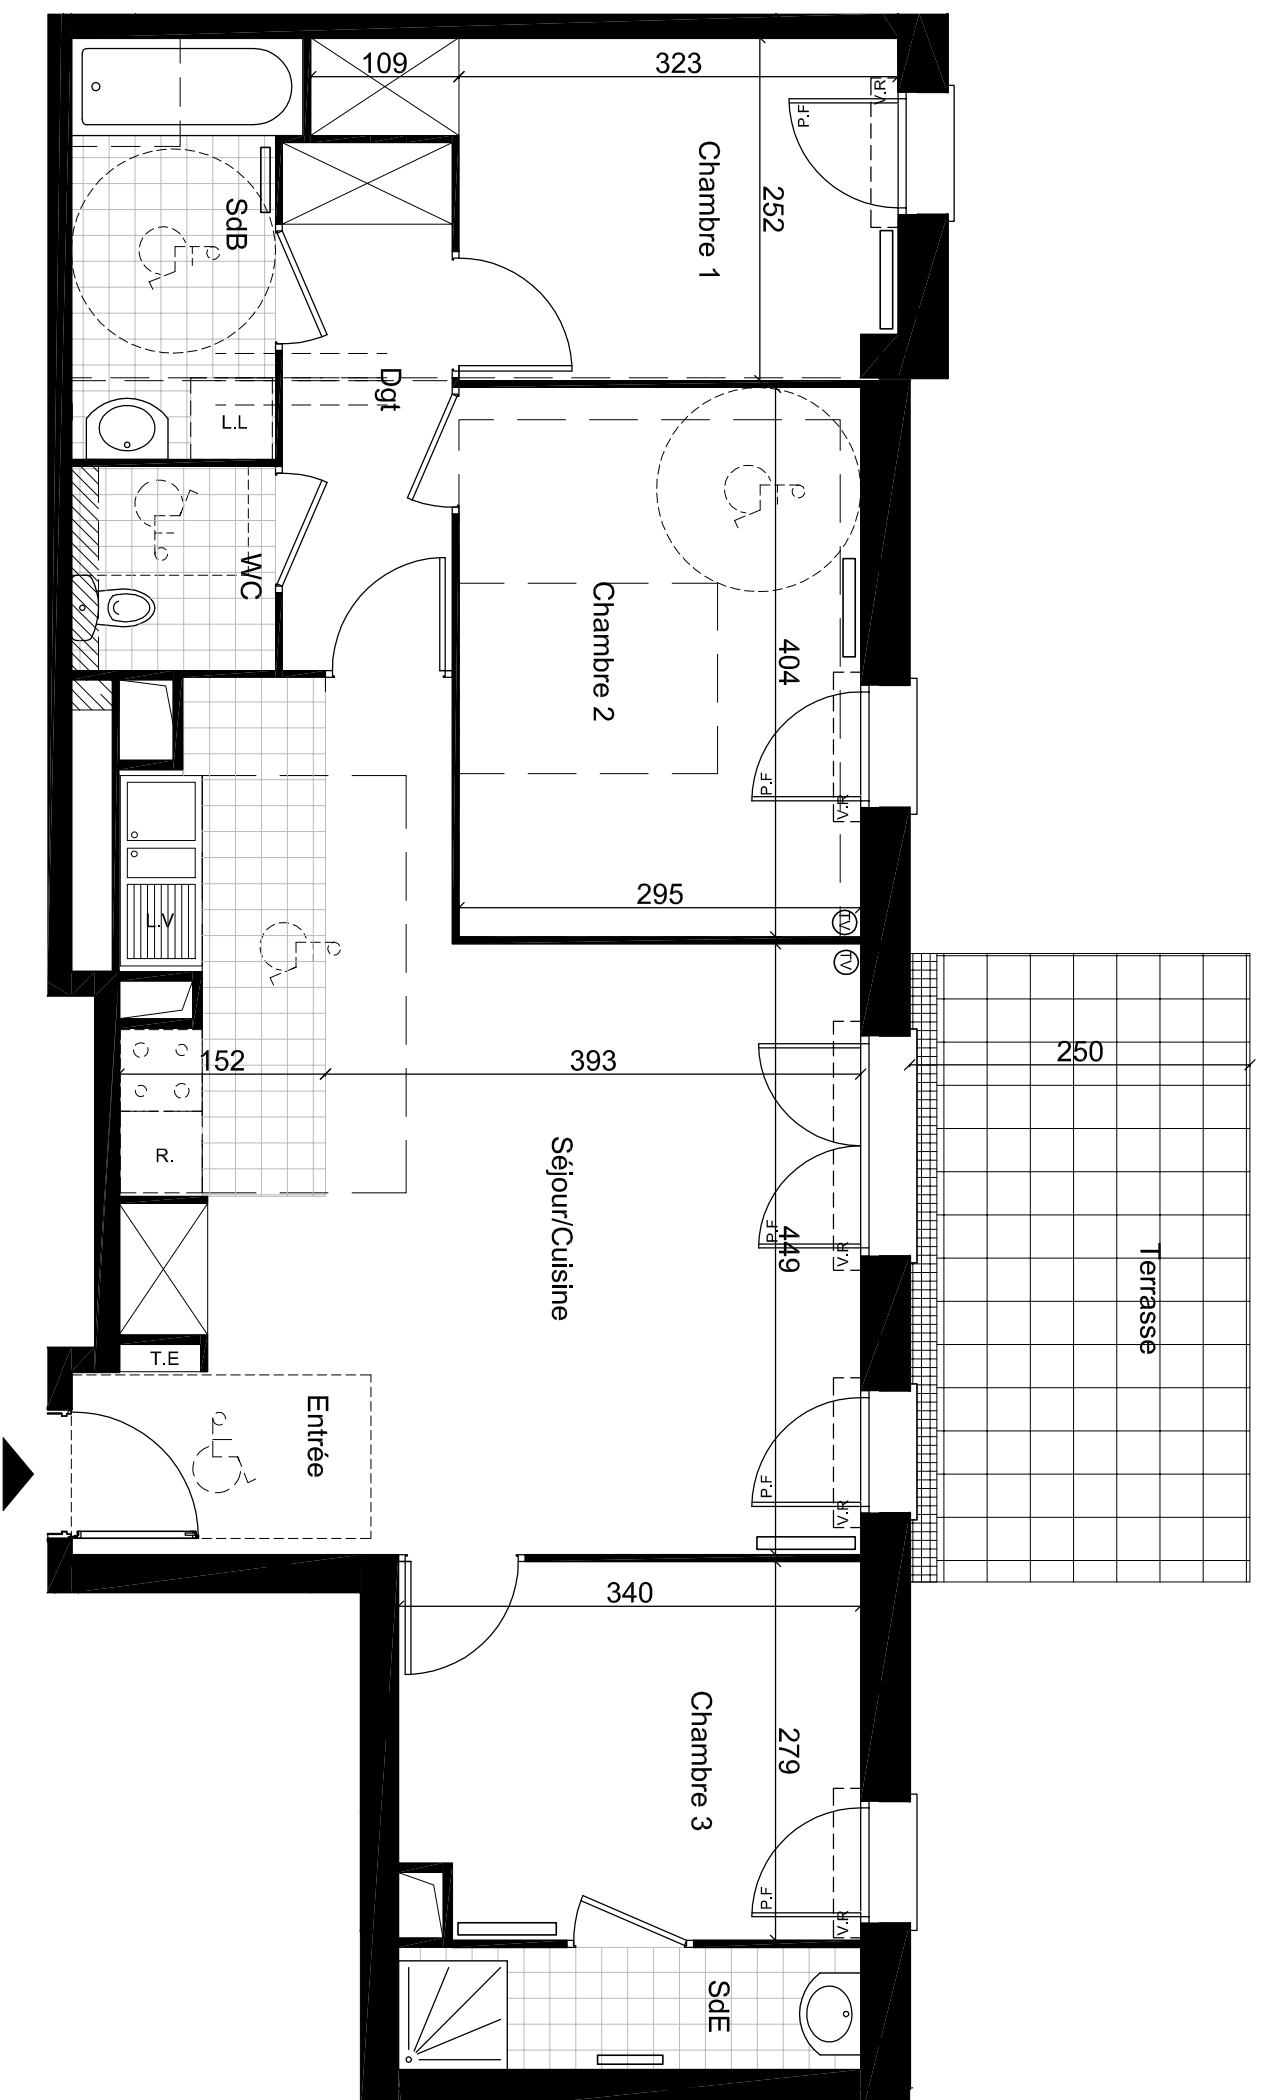 109
323
V.R
P.F
Chambre 1
252
SdB
Dgt
L.L
WC
Chambre 2
404
P.F
V.R
295
TV
TV
L.V
152
393
250
R.
Séjour/Cuisine
P.F
449
V.R
Terrasse
T.E
Entrée
P.F
V.R
340
Chambre 3
279
P.F
V.R
SdE